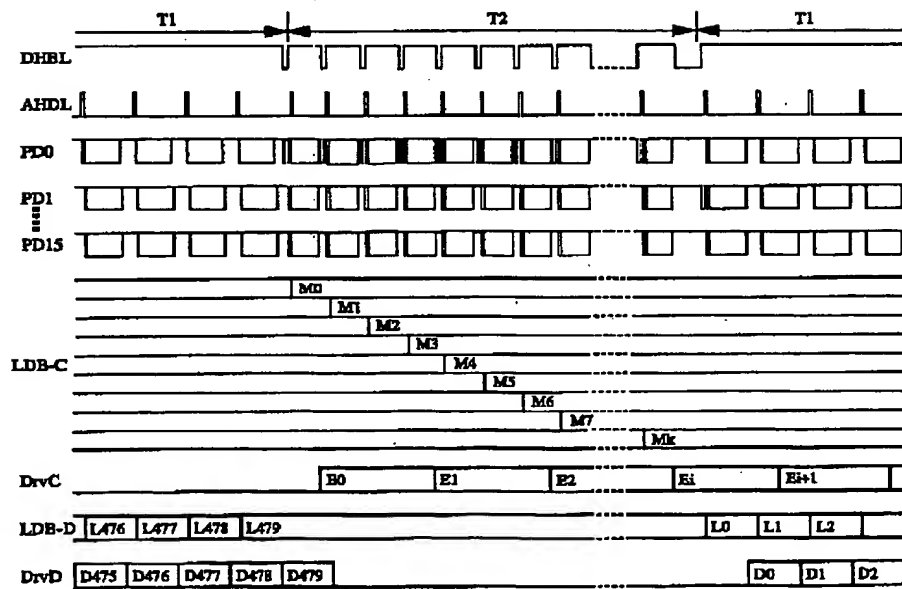 T1 T2 T1
DHBL
AHDL
PD0
PD1
PD15
M0
M1
M2
M3
LDB-C M4
M5
M6
M7
Mk
DrvC B0 E1 E2 Ei Ei+1
LDB-D L476 L477 L478 L479 L0 L1 L2
DrvD D475 D476 D477 D478 D479 D0 D1 D2